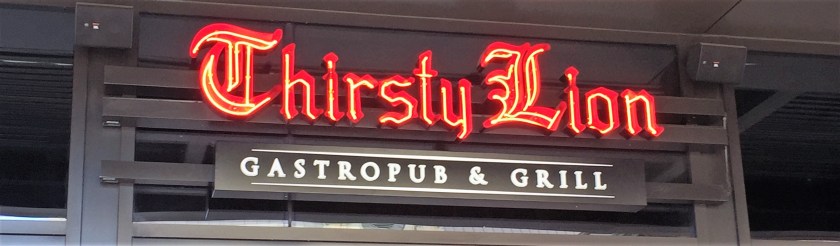 Thirsty Lion
GASTROPUB & GRILL